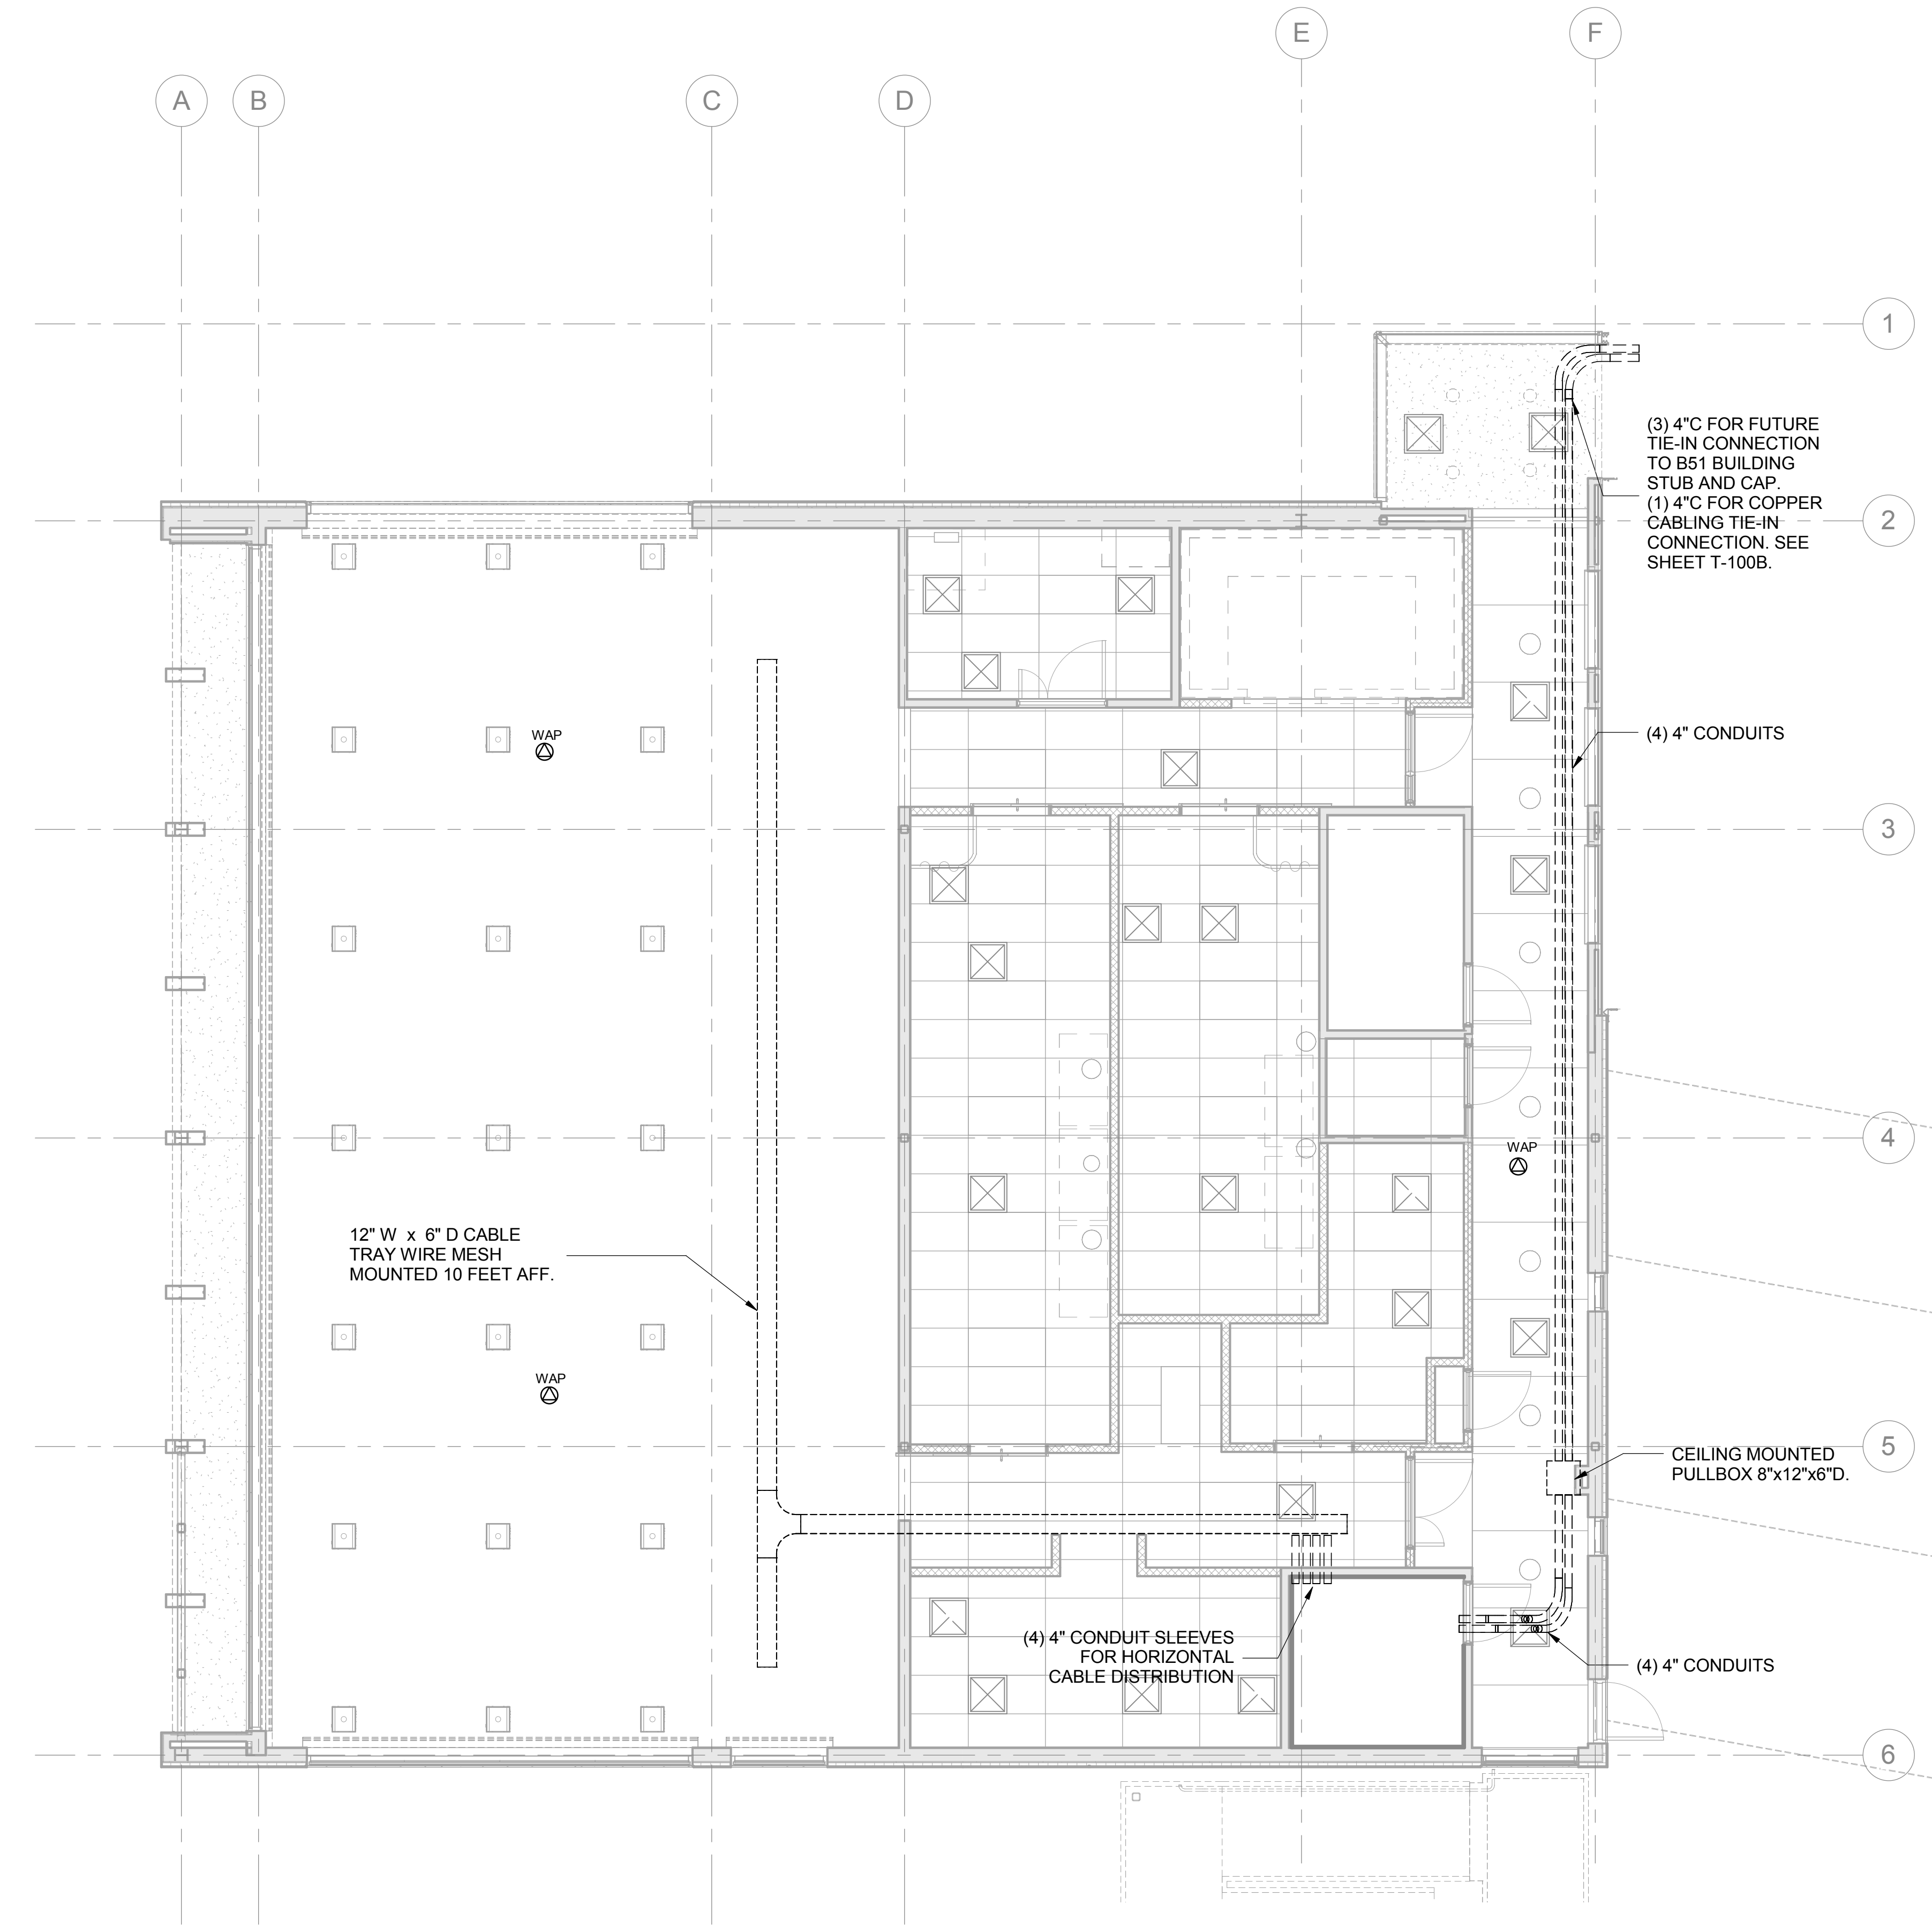 E
F
A
B
C
D
1
(3) 4"C FOR FUTURE
TIE-IN CONNECTION
TO B51 BUILDING
STUB AND CAP.
(1) 4"C FOR COPPER
CABLING TIE-IN
CONNECTION. SEE
SHEET T-100B.
2
WAP
(4) 4" CONDUITS
3
4
WAP
12" W x 6" D CABLE
TRAY WIRE MESH
MOUNTED 10 FEET AFF.
WAP
5
CEILING MOUNTED
PULLBOX 8"x12"x6"D.
(4) 4" CONDUIT SLEEVES
FOR HORIZONTAL
CABLE DISTRIBUTION
(4) 4" CONDUITS
6